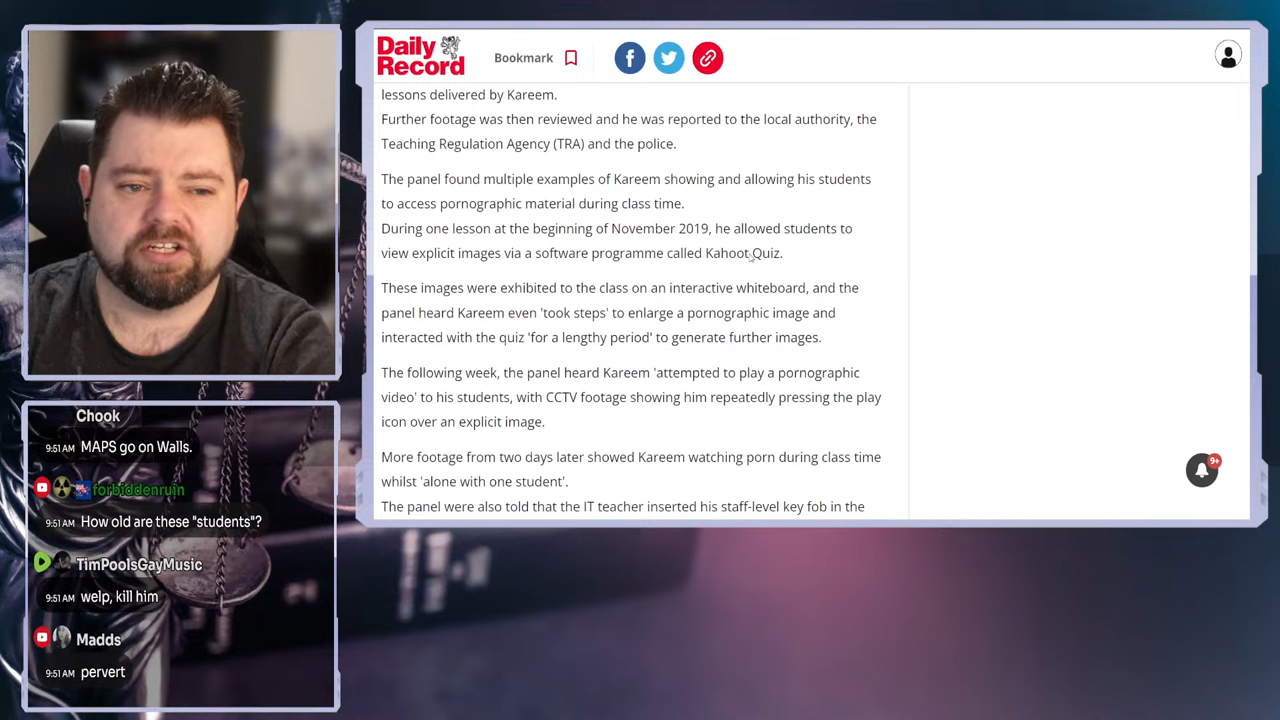 Daily
Record
Bookmark
lessons delivered by Kareem.
Further footage was then reviewed and he was reported to the local authority, the
Teaching Regulation Agency (TRA) and the police.
The panel found multiple examples of Kareem showing and allowing his students
to access pornographic material during class time.
During one lesson at the beginning of November 2019, he allowed students to
view explicit images via a software programme called Kahoot Quiz.
These images were exhibited to the class on an interactive whiteboard, and the
panel heard Kareem even 'took steps' to enlarge a pornographic image and
interacted with the quiz 'for a lengthy period' to generate further images.
The following week, the panel heard Kareem 'attempted to play a pornographic
video' to his students, with CCTV footage showing him repeatedly pressing the play
icon over an explicit image.
More footage from two days later showed Kareem watching porn during class time
whilst 'alone with one student'.
The panel were also told that the IT teacher inserted his staff-level key fob in the
9+
Chook
9:51 AM MAPS go on Walls.
forbiddenruin
9:51 AM How old are these "students"?
TimPoolsGayMusic
9:51 AM welp, kill him
Madds
9:51 AM pervert